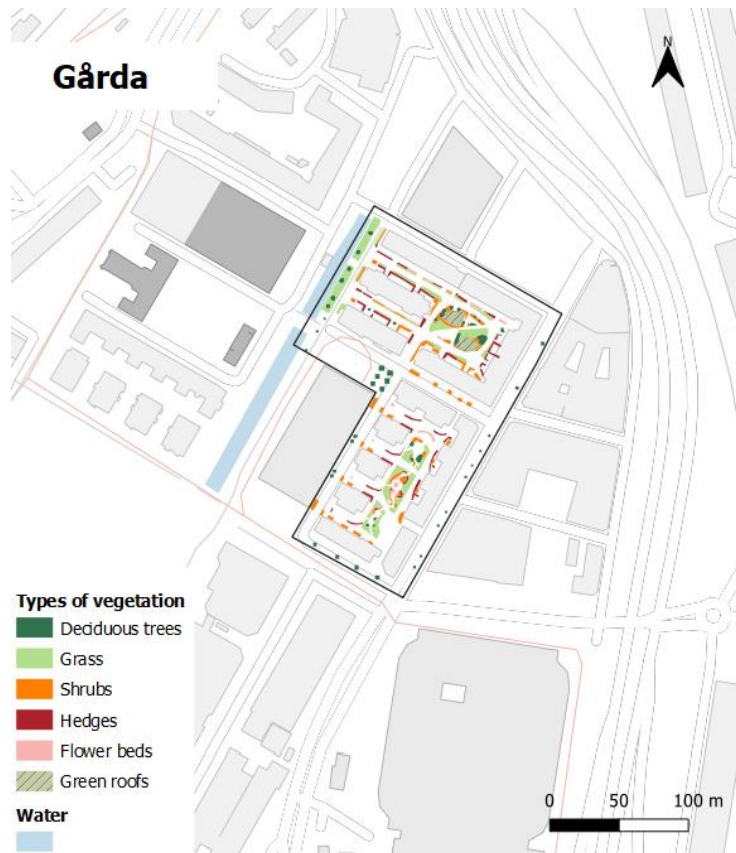 Gårda
N
Types of vegetation
Deciduous trees
Grass
Shrubs
Hedges
Flower beds
Green roofs
Water
0 50 100 m